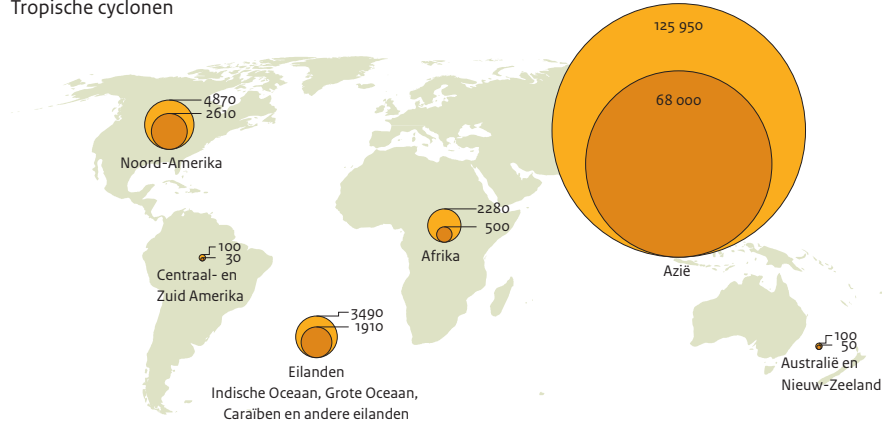 Tropische cyclonen
125 950
68 000
4870
2610
Noord-Amerika
2280
500
Afrika
Azië
100
30
Centraal- en
Zuid Amerika
3490
1910
Eilanden
Indische Oceaan, Grote Oceaan,
Caraïben en andere eilanden
100
50
Australië en
Nieuw-Zeeland